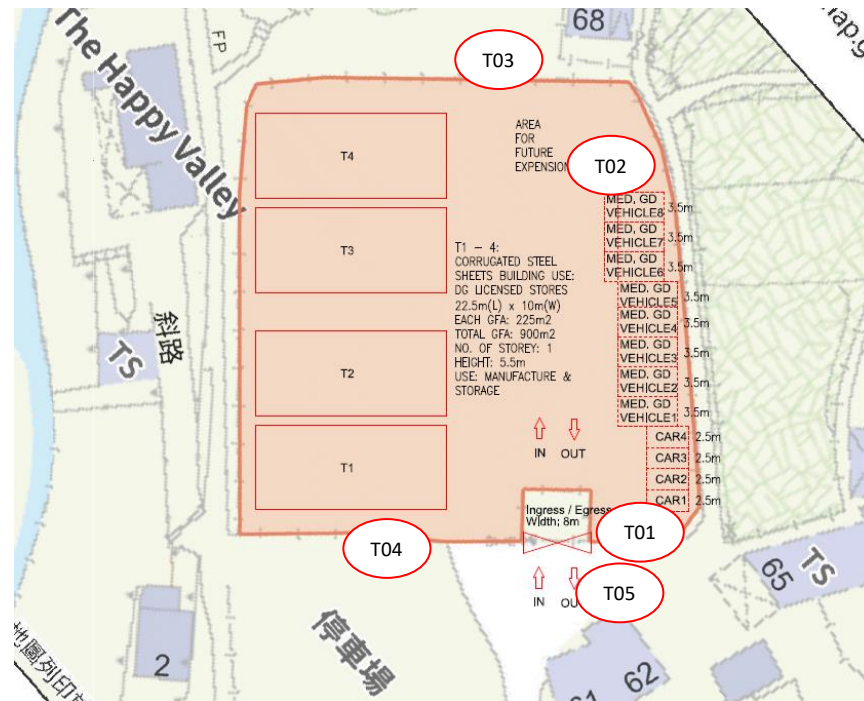 68
T03
FP
The Happy Valley
T4
AREA
FOR
FUTURE
EXPENSION
T02
MED. GD
VEHICLE8
3.5m
MED. GD
VEHICLE7
3.5m
MED. GD
VEHICLE6
3.5m
T3
T1 – 4:
CORRUGATED STEEL
SHEETS BUILDING USE:
DG LICENSED STORES
22.5m(L) x 10m(W)
EACH GFA: 225m2
TOTAL GFA: 900m2
NO. OF STOREY: 1
HEIGHT: 5.5m
USE: MANUFACTURE &
STORAGE
MED. GD
VEHICLE5
3.5m
MED. GD
VEHICLE4
3.5m
MED. GD
VEHICLE3
3.5m
MED. GD
VEHICLE2
3.5m
MED. GD
VEHICLE1
3.5m
斜路
TS
T2
CAR4 2.5m
CAR3 2.5m
CAR2 2.5m
CAR1 2.5m
IN OUT
T1
Ingress / Egress
Width; 8m
T01
T04
IN OU
T05
65
TS
停車場
2
地圖列印
61
62